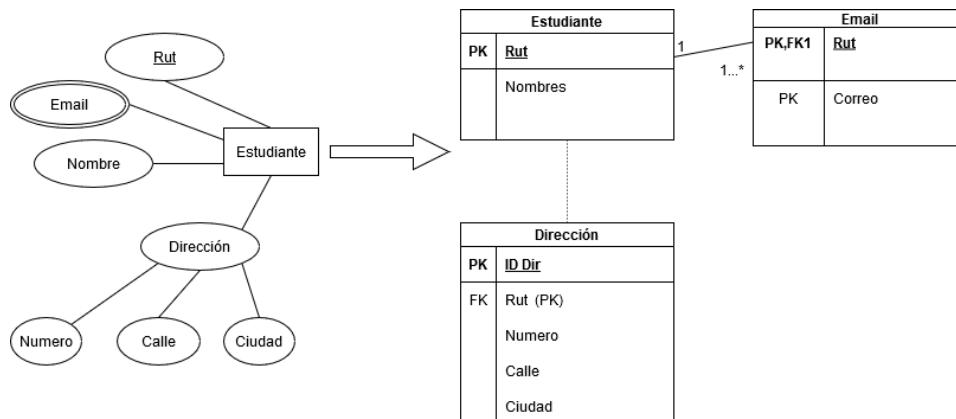 Rut
Email
Nombre
Estudiante
Dirección
Numero
Calle
Ciudad
Estudiante
PK Rut
Nombres
1
1...*
Email
PK,FK1 Rut
PK Correo
Dirección
PK ID Dir
FK Rut (PK)
Numero
Calle
Ciudad